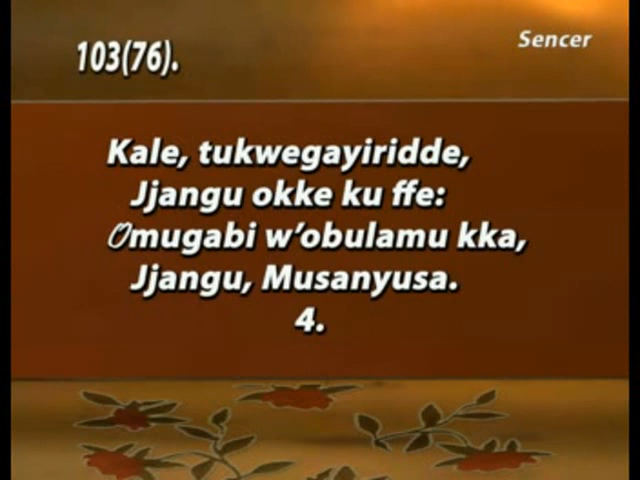 103(76).
Sencer
Kale, tukwegayiridde,
Jjangu okke ku ffe:
Omugabi w'obulamu kka,
Jjangu, Musanyusa.
4.